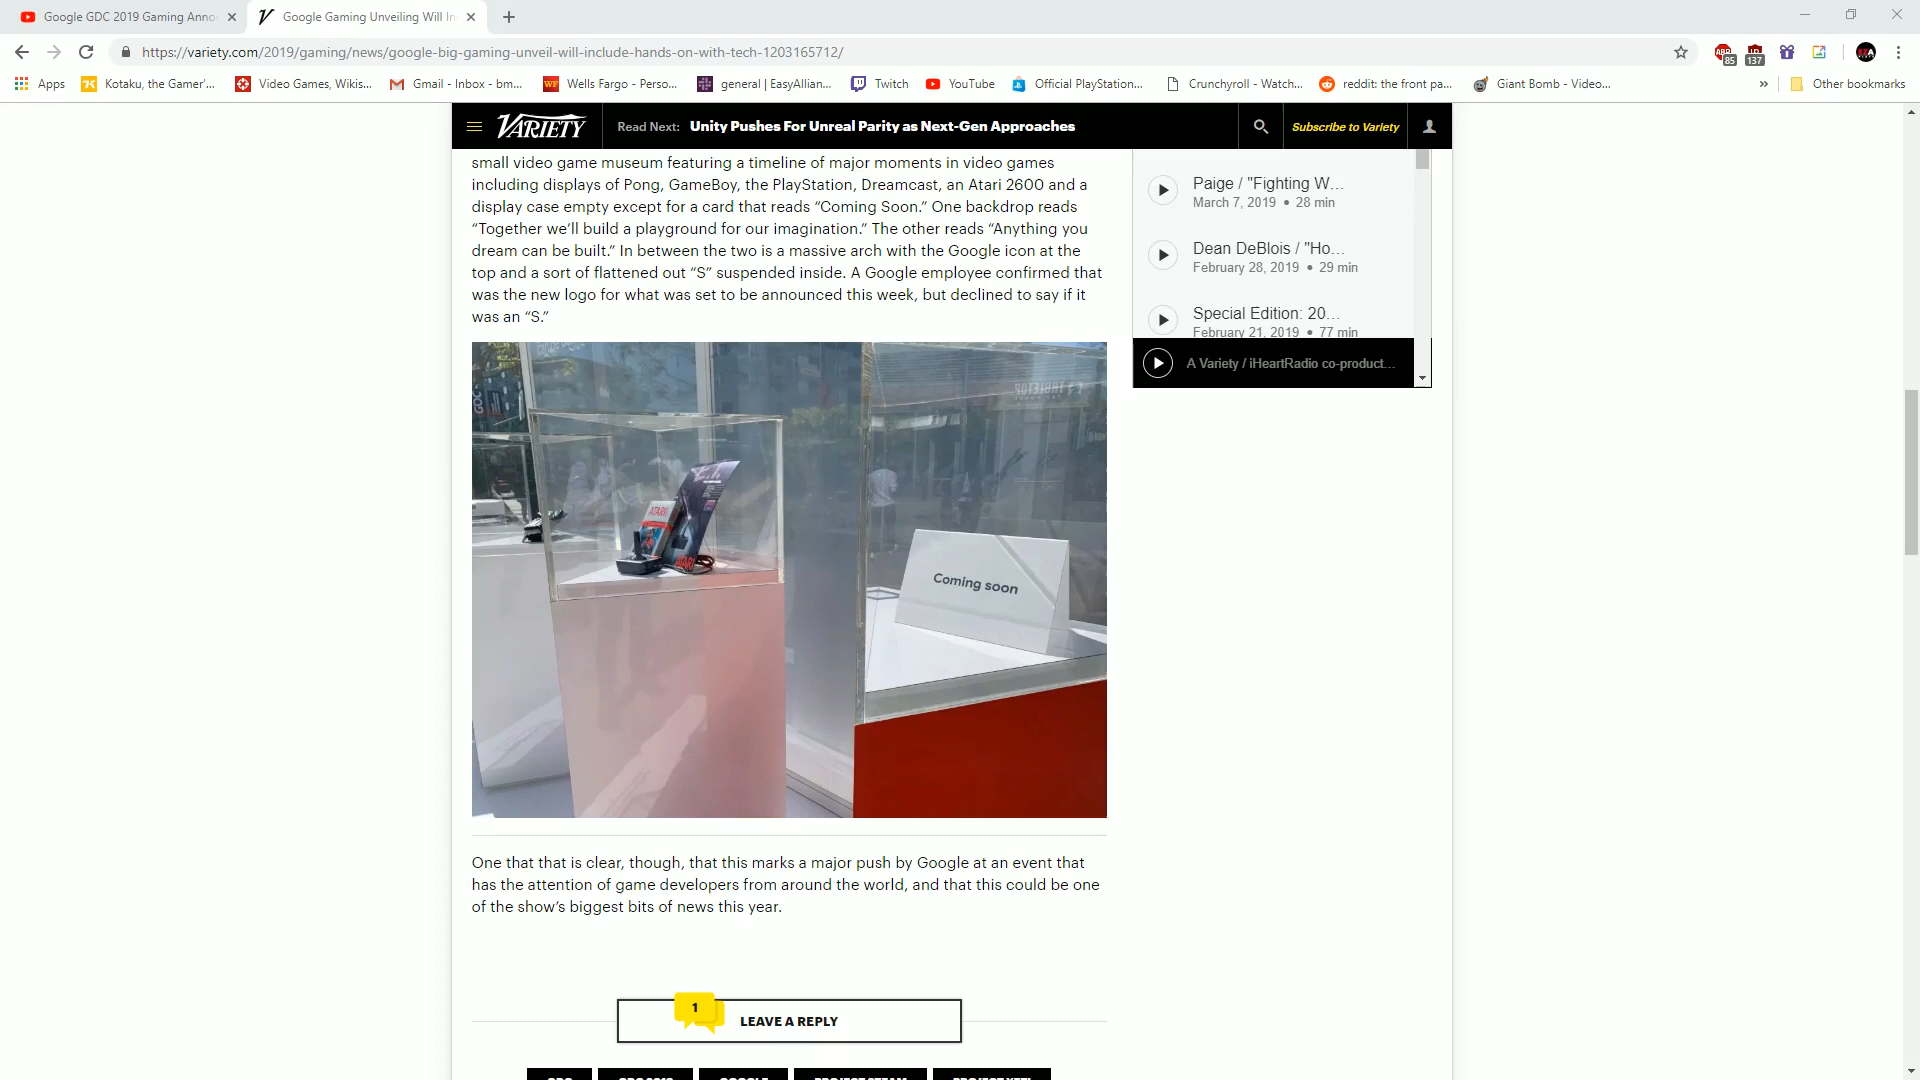 Google GDC 2019 Gaming Anno
Google Gaming Unveiling Will In
https://variety.com/2019/gaming/news/google-big-gaming-unveil-will-include-hands-on-with-tech-1203165712/
85
137
Apps
Kotaku, the Gamer'...
Video Games, Wikis...
Gmail - Inbox - bm...
Wells Fargo - Perso...
general | EasyAllian...
Twitch
YouTube
Official PlayStation...
Crunchyroll - Watch...
reddit: the front pa...
Giant Bomb - Video...
Other bookmarks
VARIETY
Read Next: Unity Pushes For Unreal Parity as Next-Gen Approaches
Subscribe to Variety
small video game museum featuring a timeline of major moments in video games
including displays of Pong, GameBoy, the PlayStation, Dreamcast, an Atari 2600 and a
display case empty except for a card that reads “Coming Soon.” One backdrop reads
“Together we’ll build a playground for our imagination.” The other reads “Anything you
dream can be built.” In between the two is a massive arch with the Google icon at the
top and a sort of flattened out “S” suspended inside. A Google employee confirmed that
was the new logo for what was set to be announced this week, but declined to say if it
was an “S.”
Paige / "Fighting W...
March 7, 2019 • 28 min
Dean DeBlois / "Ho...
February 28, 2019 • 29 min
Special Edition: 20...
February 21, 2019 • 77 min
A Variety / iHeartRadio co-product...
GDC
ATARI
ATARI
Coming soon
One that that is clear, though, that this marks a major push by Google at an event that
has the attention of game developers from around the world, and that this could be one
of the show’s biggest bits of news this year.
1
LEAVE A REPLY
GDC
GDC 2019
GOOGLE
PROJECT STEAM
PROJECT YETI